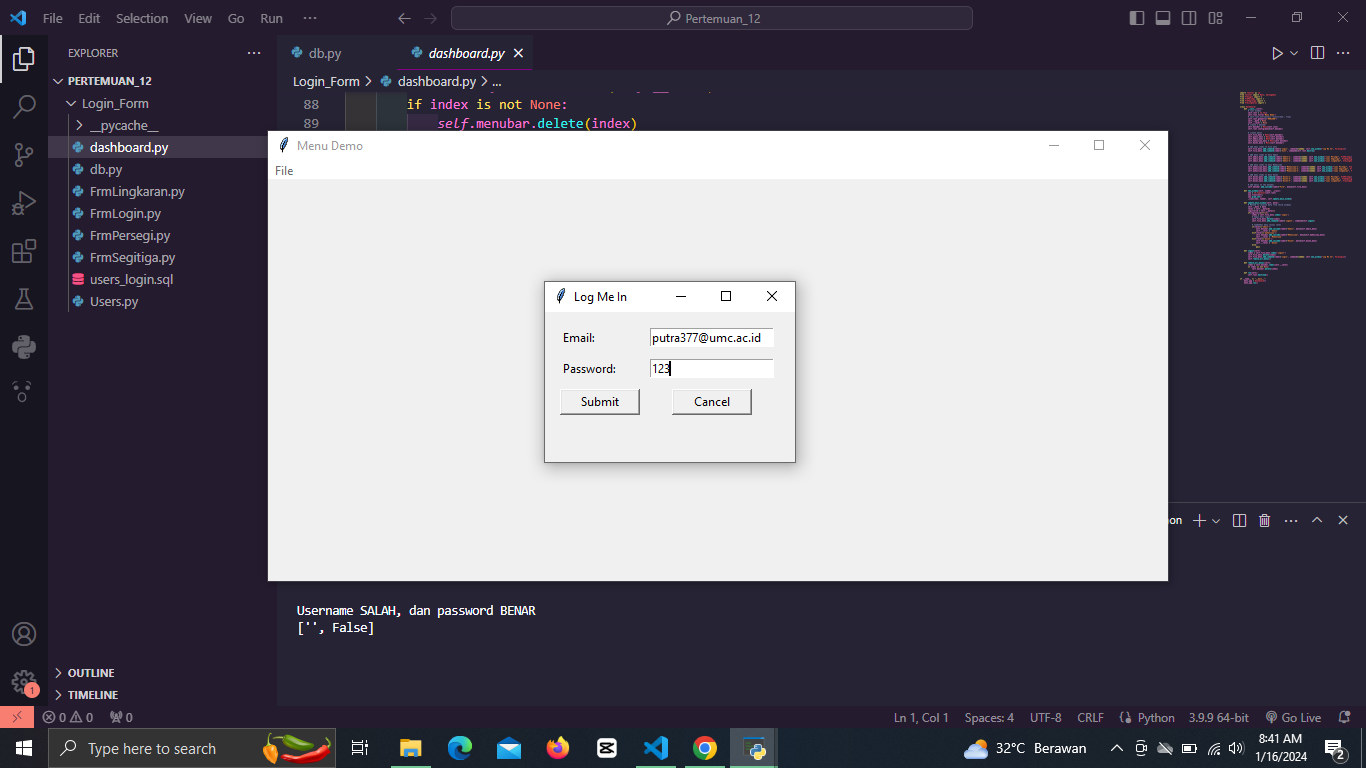 File Edit Selection View Go Run ··· Pertemuan_12
EXPLORER ···
PERTEMUAN_12
Login_Form
__pycache__
dashboard.py
db.py
FrmLingkaran.py
FrmLogin.py
FrmPersegi.py
FrmSegitiga.py
users_login.sql
Users.py
OUTLINE
TIMELINE
db.py dashboard.py
Login_Form > dashboard.py > ...
88 if index is not None:
89 self.menubar.delete(index)
Menu Demo
File
Log Me In
Email: putra377@umc.ac.id
Password: 123
Submit Cancel
Username SALAH, dan password BENAR
['', False]
1
0 0 0 Ln 1, Col 1 Spaces: 4 UTF-8 CRLF Python 3.9.9 64-bit Go Live
Type here to search 32°C Berawan 8:41 AM
1/16/2024
2